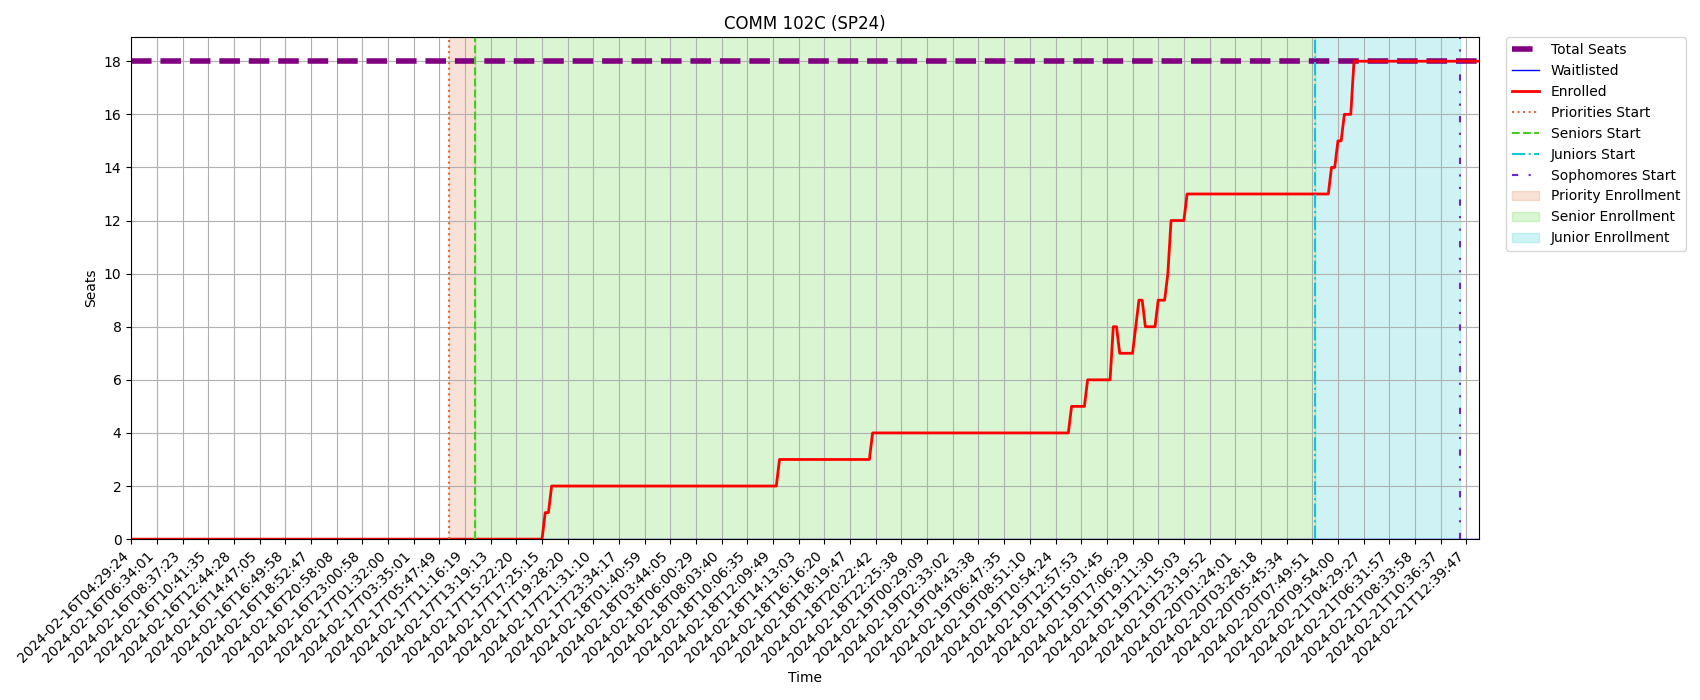 COMM 102C (SP24)
Total Seats
Waitlisted
Enrolled
Priorities Start
Seniors Start
Juniors Start
Sophomores Start
Priority Enrollment
Senior Enrollment
Junior Enrollment
Seats
18
16
14
12
10
8
6
4
2
0
2024-02-16T04:29:24
2024-02-16T06:34:01
2024-02-16T08:37:23
2024-02-16T10:41:35
2024-02-16T12:44:28
2024-02-16T14:47:05
2024-02-16T16:49:58
2024-02-16T18:52:47
2024-02-16T20:58:08
2024-02-16T23:00:58
2024-02-17T01:32:00
2024-02-17T03:35:01
2024-02-17T05:47:49
2024-02-17T11:16:19
2024-02-17T13:19:13
2024-02-17T15:22:20
2024-02-17T17:25:15
2024-02-17T19:28:20
2024-02-17T21:31:10
2024-02-17T23:34:17
2024-02-18T01:40:59
2024-02-18T03:44:05
2024-02-18T06:00:29
2024-02-18T08:03:40
2024-02-18T10:06:35
2024-02-18T12:09:49
2024-02-18T14:13:03
2024-02-18T16:16:20
2024-02-18T18:19:47
2024-02-18T20:22:42
2024-02-18T22:25:38
2024-02-19T00:29:09
2024-02-19T02:33:02
2024-02-19T04:43:38
2024-02-19T06:47:35
2024-02-19T08:51:10
2024-02-19T10:54:24
2024-02-19T12:57:53
2024-02-19T15:01:45
2024-02-19T17:06:29
2024-02-19T19:11:30
2024-02-19T21:15:03
2024-02-19T23:19:52
2024-02-20T01:24:01
2024-02-20T03:28:18
2024-02-20T05:45:34
2024-02-20T07:49:51
2024-02-20T09:54:00
2024-02-21T04:29:27
2024-02-21T06:31:57
2024-02-21T08:33:58
2024-02-21T10:36:37
2024-02-21T12:39:47
Time